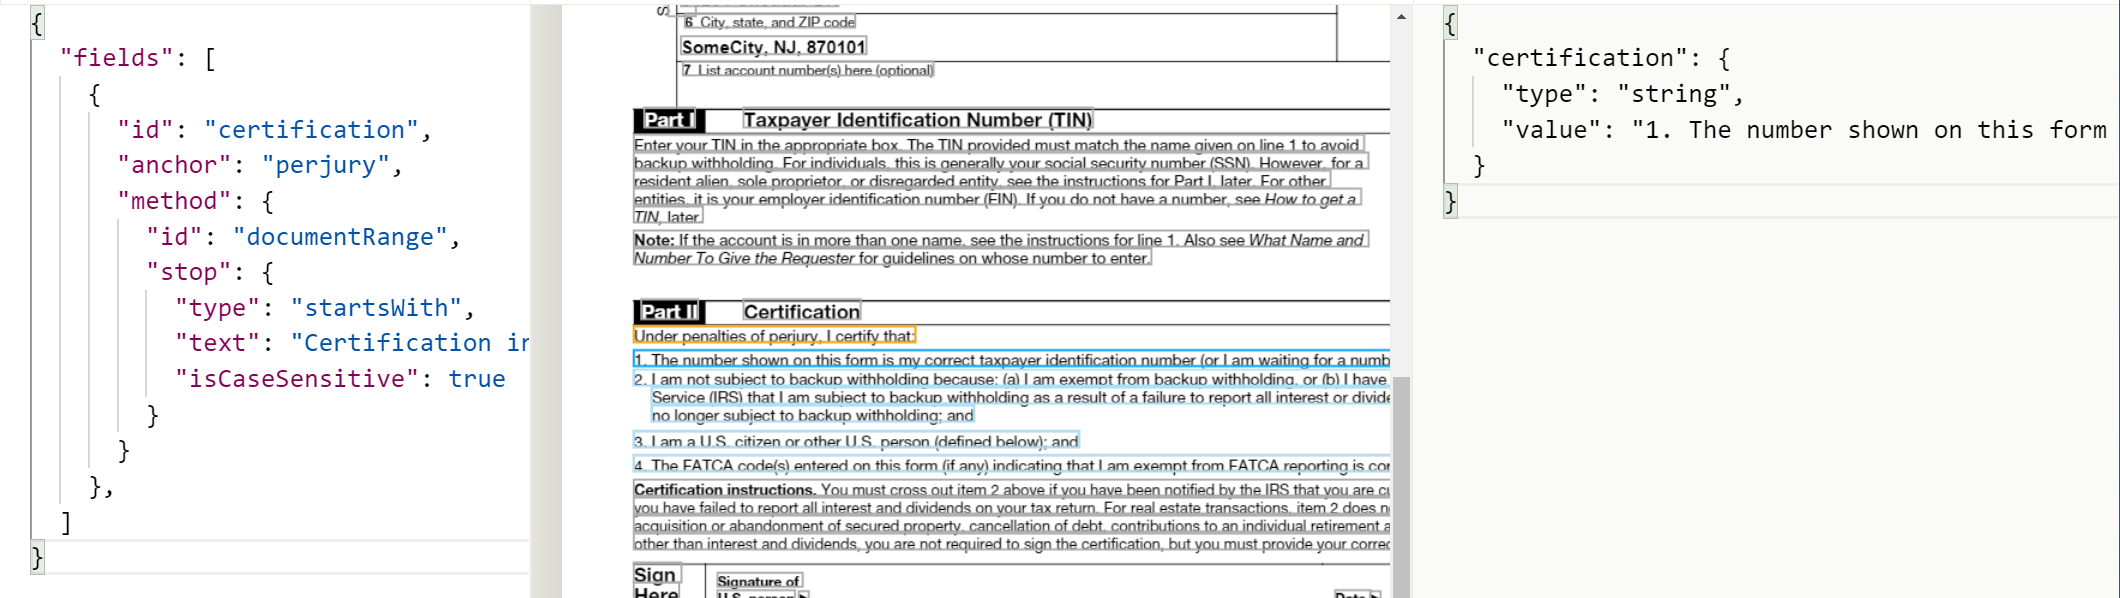 {
"fields": [
{
"id": "certification",
"anchor": "perjury",
"method": {
"id": "documentRange",
"stop": {
"type": "startsWith",
"text": "Certification in
"isCaseSensitive": true
}
}
},
]
}
6 City, state, and ZIP code
SomeCity, NJ, 870101
7 List account number(s) here (optional)
Part I Taxpayer Identification Number (TIN)
Enter your TIN in the appropriate box. The TIN provided must match the name given on line 1 to avoid
backup withholding. For individuals, this is generally your social security number (SSN). However, for a
resident alien, sole proprietor, or disregarded entity, see the instructions for Part I, later. For other
entities, it is your employer identification number (EIN). If you do not have a number, see How to get a
TIN, later.
Note: If the account is in more than one name, see the instructions for line 1. Also see What Name and
Number To Give the Requester for guidelines on whose number to enter.
Part II Certification
Under penalties of perjury, I certify that:
1. The number shown on this form is my correct taxpayer identification number (or I am waiting for a numb
2. I am not subject to backup withholding because: (a) I am exempt from backup withholding, or (b) I have
Service (IRS) that I am subject to backup withholding as a result of a failure to report all interest or divide
no longer subject to backup withholding; and
3. I am a U.S. citizen or other U.S. person (defined below); and
4. The FATCA code(s) entered on this form (if any) indicating that I am exempt from FATCA reporting is cor
Certification instructions. You must cross out item 2 above if you have been notified by the IRS that you are cu
you have failed to report all interest and dividends on your tax return. For real estate transactions, item 2 does n
acquisition or abandonment of secured property, cancellation of debt, contributions to an individual retirement a
other than interest and dividends, you are not required to sign the certification, but you must provide your correc
Sign
Here
Signature of
U.S. person
Date
{
"certification": {
"type": "string",
"value": "1. The number shown on this form
}
}